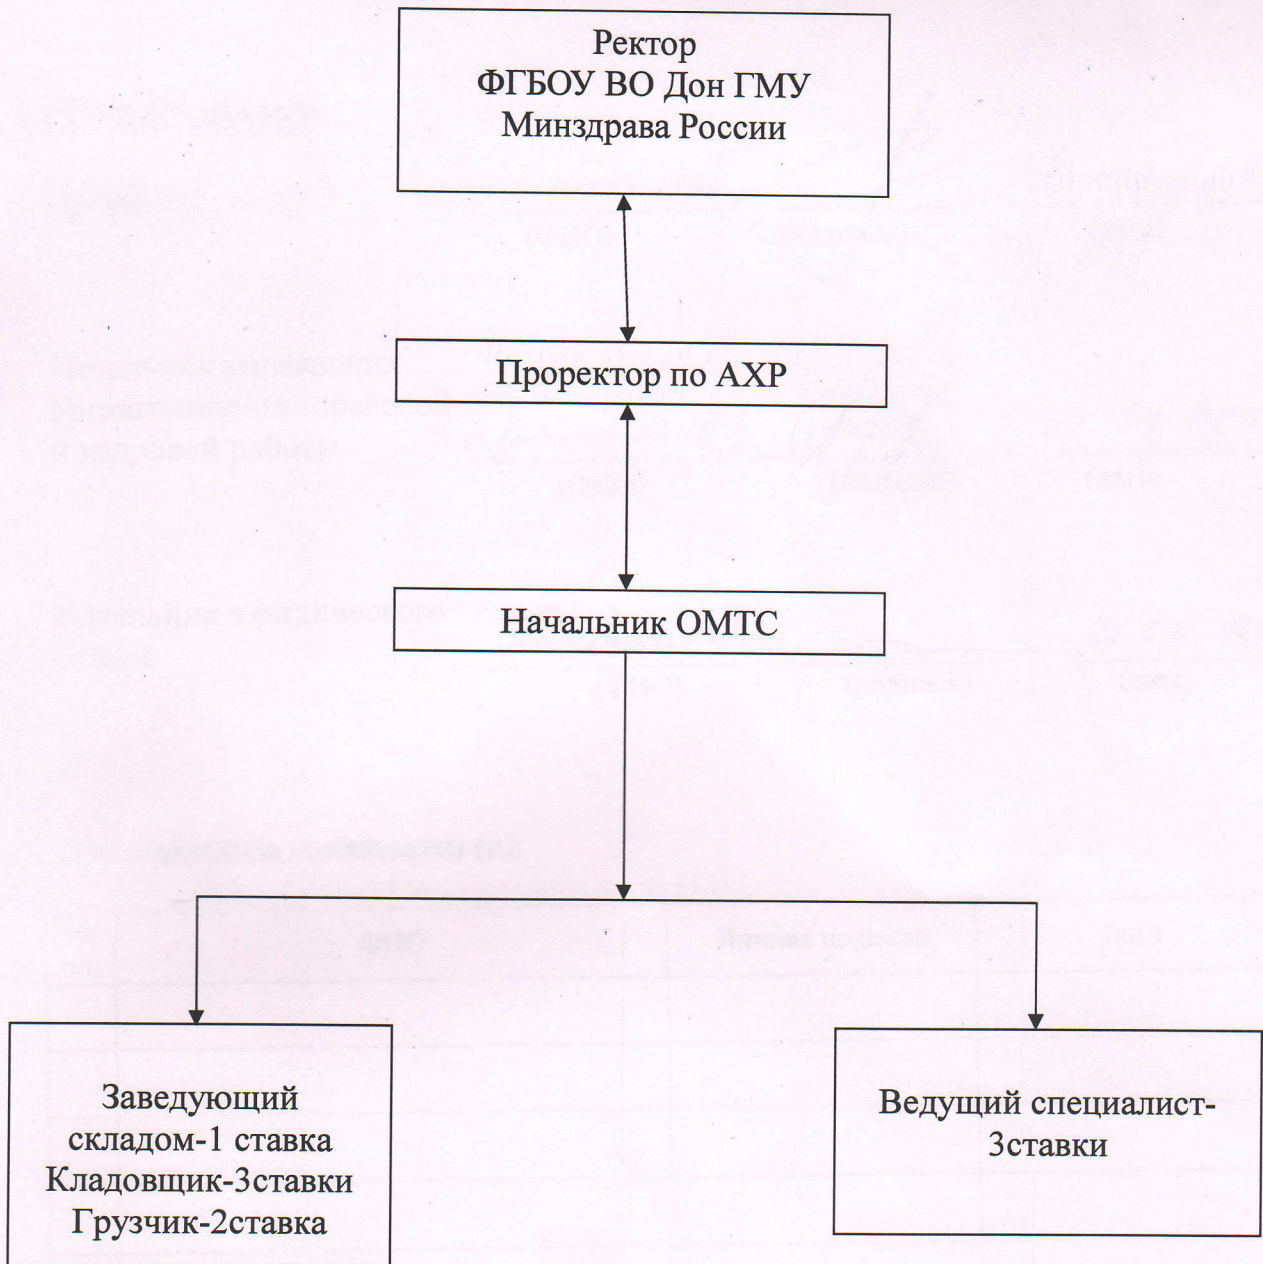 Ректор
ФГБОУ ВО Дон ГМУ
Минздрава России
Проректор по АХР
Начальник ОМТС
Заведующий
складом-1 ставка
Кладовщик-3ставки
Грузчик-2ставка
Ведущий специалист-
3ставки